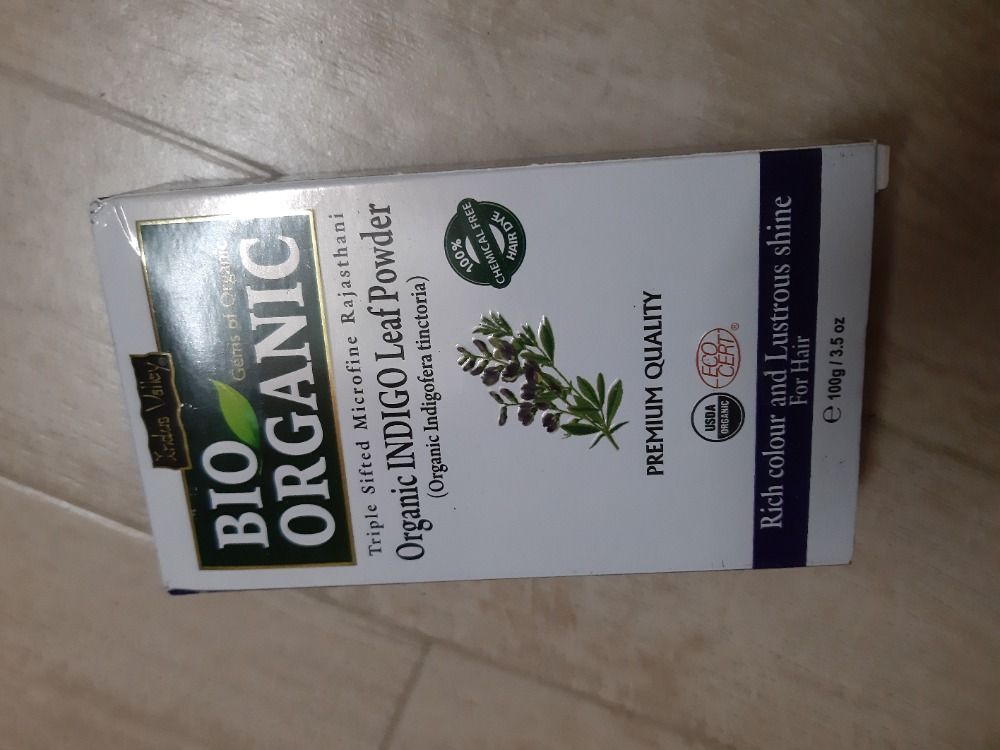 Indus Valley
BIO
Gems of Organic
ORGANIC
Triple Sifted Microfine Rajasthani
Organic INDIGO Leaf Powder
(Organic Indigofera tinctoria)
100%
CHEMICAL FREE
HAIR DYE
PREMIUM QUALITY
USDA
ORGANIC
ECO
CERT®
Rich colour and Lustrous shine
For Hair
℮ 100g / 3.5 oz